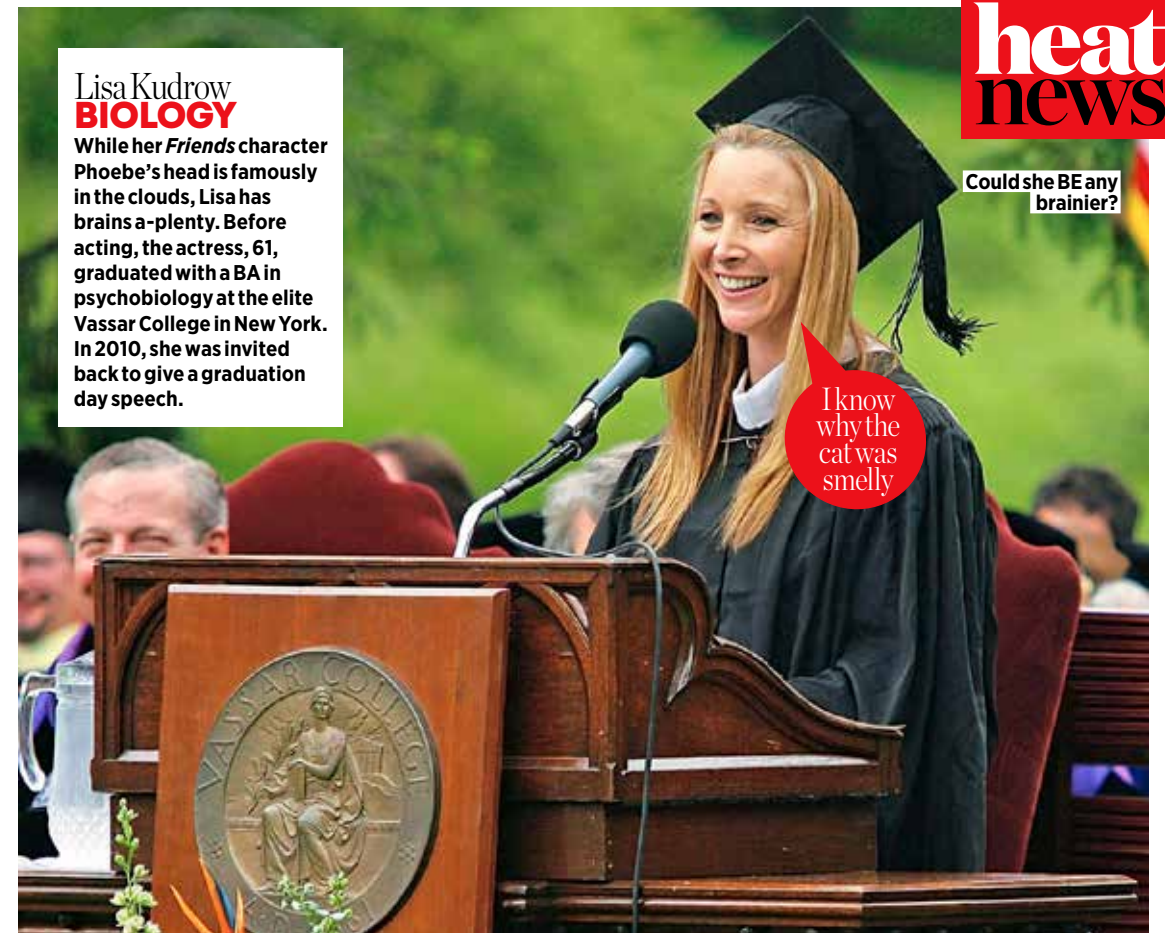 heat
news
Lisa Kudrow
BIOLOGY
While her Friends character
Phoebe’s head is famously
in the clouds, Lisa has
brains a-plenty. Before
acting, the actress, 61,
graduated with a BA in
psychobiology at the elite
Vassar College in New York.
In 2010, she was invited
back to give a graduation
day speech.
Could she BE any
brainier?
I know
why the
cat was
smelly
VASSAR COLLEGE